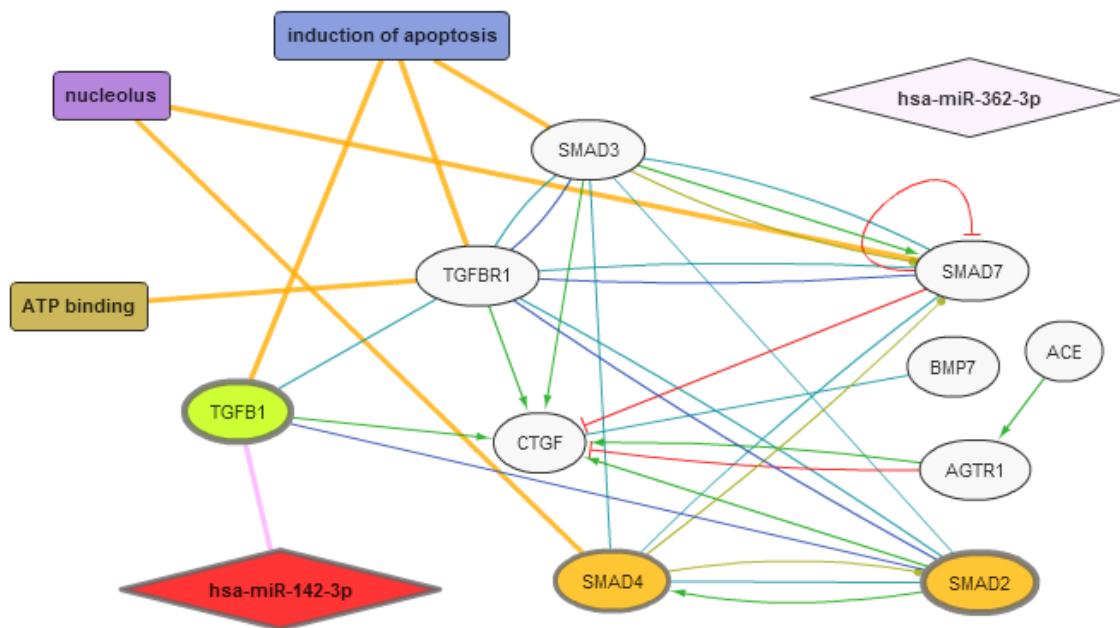 induction of apoptosis
nucleolus
hsa-miR-362-3p
SMAD3
TGFBR1
SMAD7
ATP binding
ACE
BMP7
TGFB1
CTGF
AGTR1
hsa-miR-142-3p
SMAD4
SMAD2